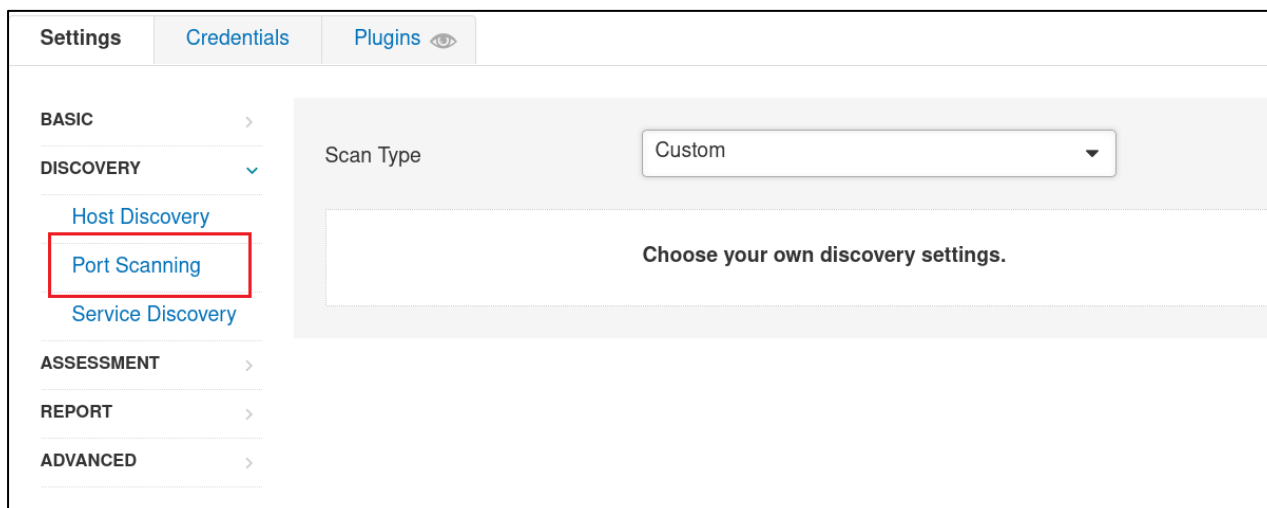 Settings Credentials Plugins
BASIC
DISCOVERY
Host Discovery
Port Scanning
Service Discovery
ASSESSMENT
REPORT
ADVANCED
Scan Type Custom
Choose your own discovery settings.